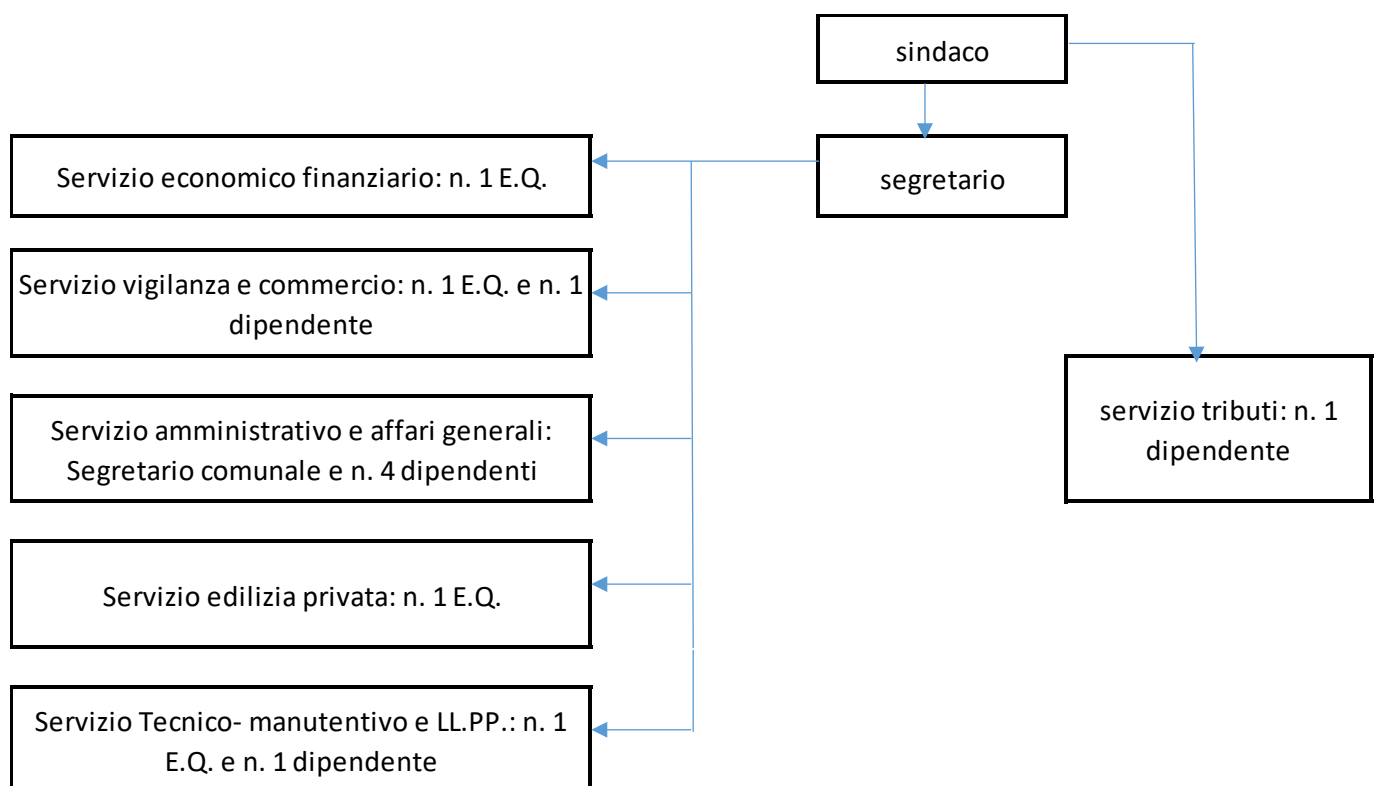 sindaco
segretario
Servizio economico finanziario: n. 1 E.Q.
Servizio vigilanza e commercio: n. 1 E.Q. e n. 1
dipendente
Servizio amministrativo e affari generali:
Segretario comunale e n. 4 dipendenti
Servizio edilizia privata: n. 1 E.Q.
Servizio Tecnico- manutentivo e LL.PP.: n. 1
E.Q. e n. 1 dipendente
servizio tributi: n. 1
dipendente